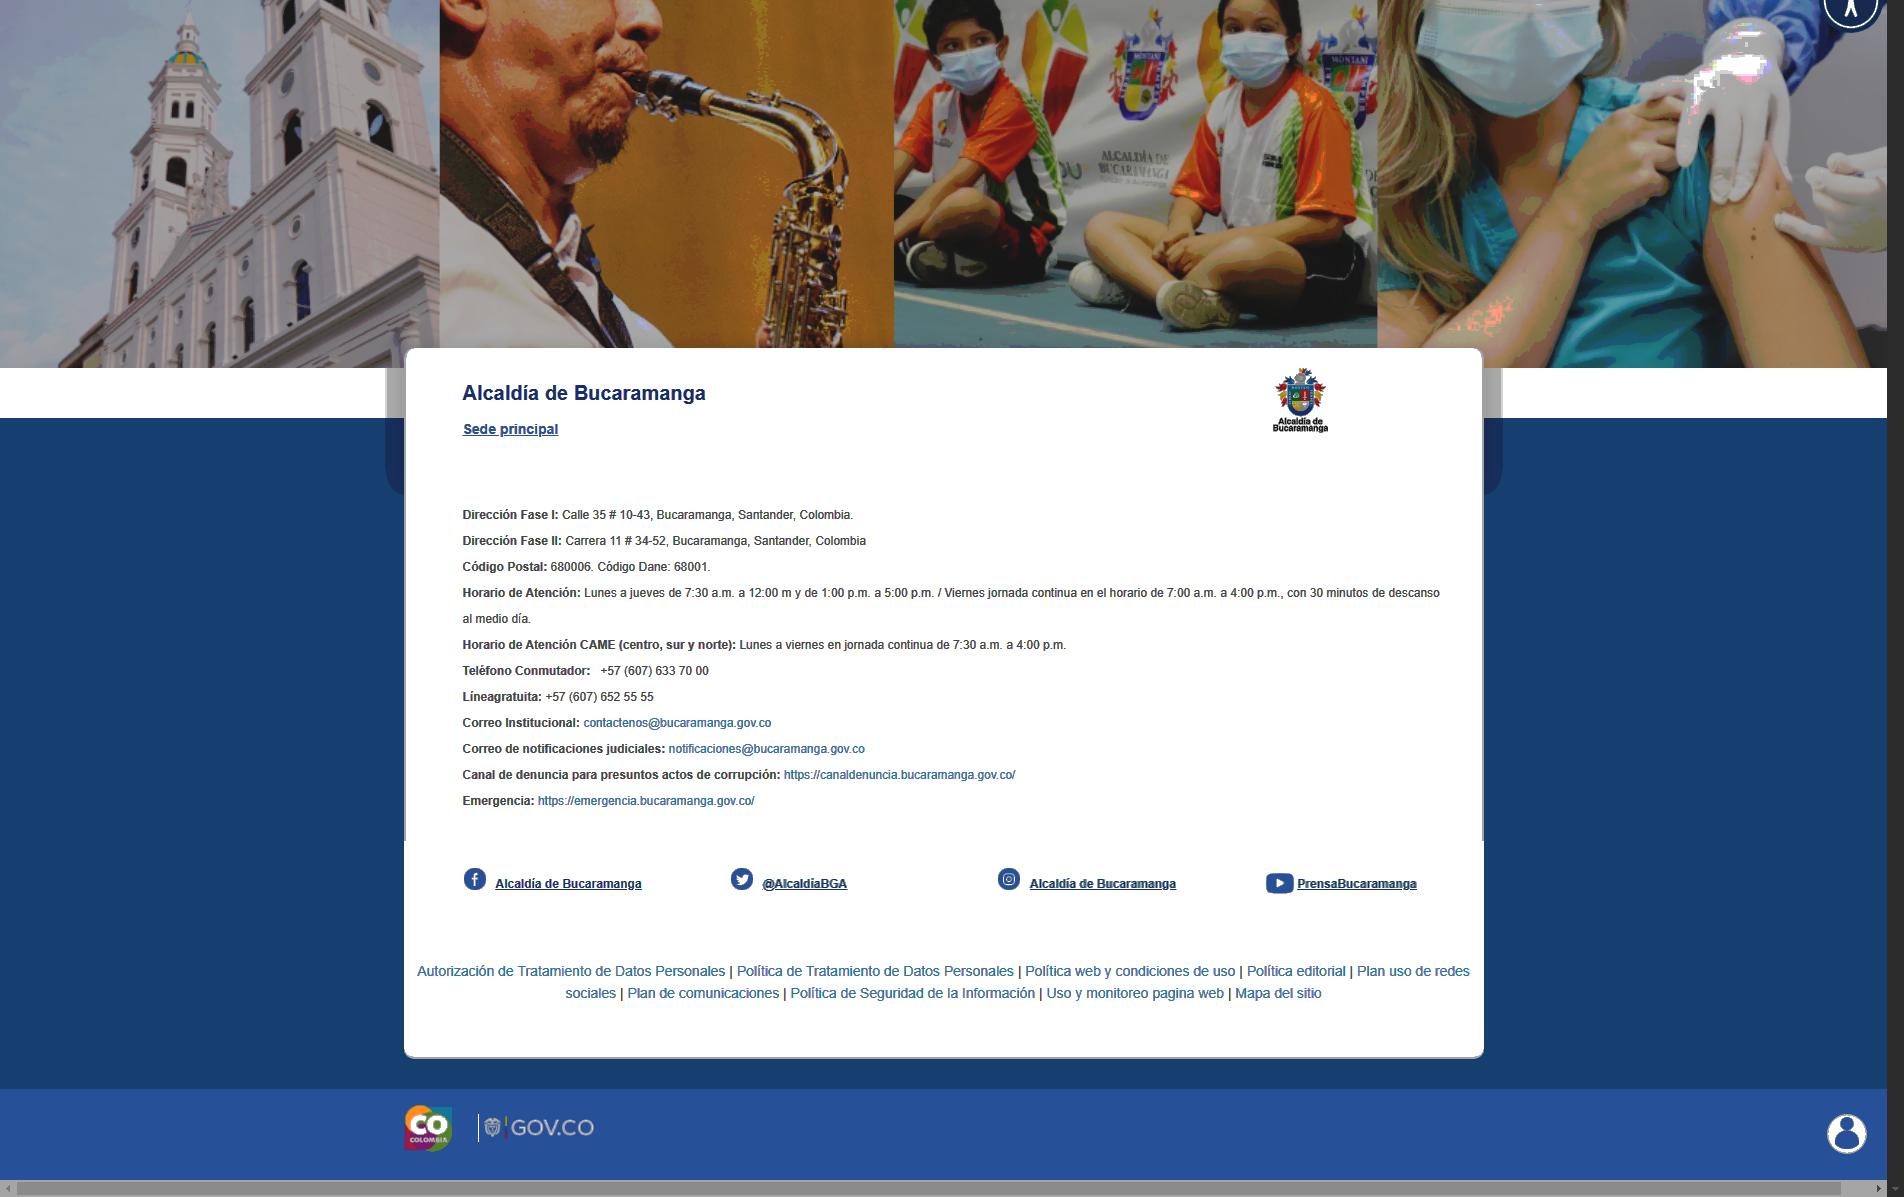 MONTANI
MONTANI
ALCALDÍA DE
BUCARAMANGA
Alcaldía de Bucaramanga
Alcaldía de
Bucaramanga
Sede principal
Dirección Fase I: Calle 35 # 10-43, Bucaramanga, Santander, Colombia.
Dirección Fase II: Carrera 11 # 34-52, Bucaramanga, Santander, Colombia
Código Postal: 680006. Código Dane: 68001.
Horario de Atención: Lunes a jueves de 7:30 a.m. a 12:00 m y de 1:00 p.m. a 5:00 p.m. / Viernes jornada continua en el horario de 7:00 a.m. a 4:00 p.m., con 30 minutos de descanso
al medio día.
Horario de Atención CAME (centro, sur y norte): Lunes a viernes en jornada continua de 7:30 a.m. a 4:00 p.m.
Teléfono Conmutador: +57 (607) 633 70 00
Líneagratuita: +57 (607) 652 55 55
Correo Institucional: contactenos@bucaramanga.gov.co
Correo de notificaciones judiciales: notificaciones@bucaramanga.gov.co
Canal de denuncia para presuntos actos de corrupción: https://canaldenuncia.bucaramanga.gov.co/
Emergencia: https://emergencia.bucaramanga.gov.co/
Alcaldía de Bucaramanga
@AlcaldíaBGA
Alcaldía de Bucaramanga
PrensaBucaramanga
Autorización de Tratamiento de Datos Personales | Política de Tratamiento de Datos Personales | Política web y condiciones de uso | Política editorial | Plan uso de redes
sociales | Plan de comunicaciones | Política de Seguridad de la Información | Uso y monitoreo pagina web | Mapa del sitio
CO
COLOMBIA
GOV.CO